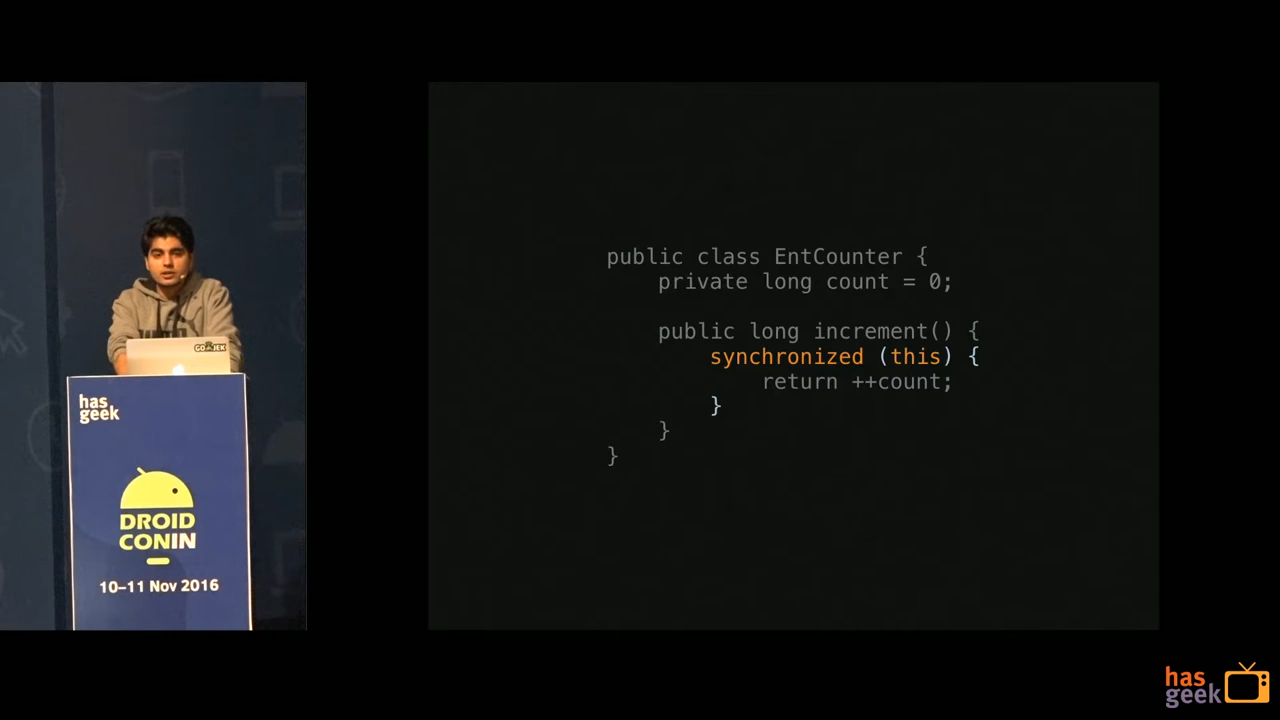 GO JEK
has
geek
DROID
CONIN
10–11 Nov 2016
public class EntCounter {
    private long count = 0;
    public long increment() {
        synchronized (this) {
            return ++count;
        }
    }
}
has
geek